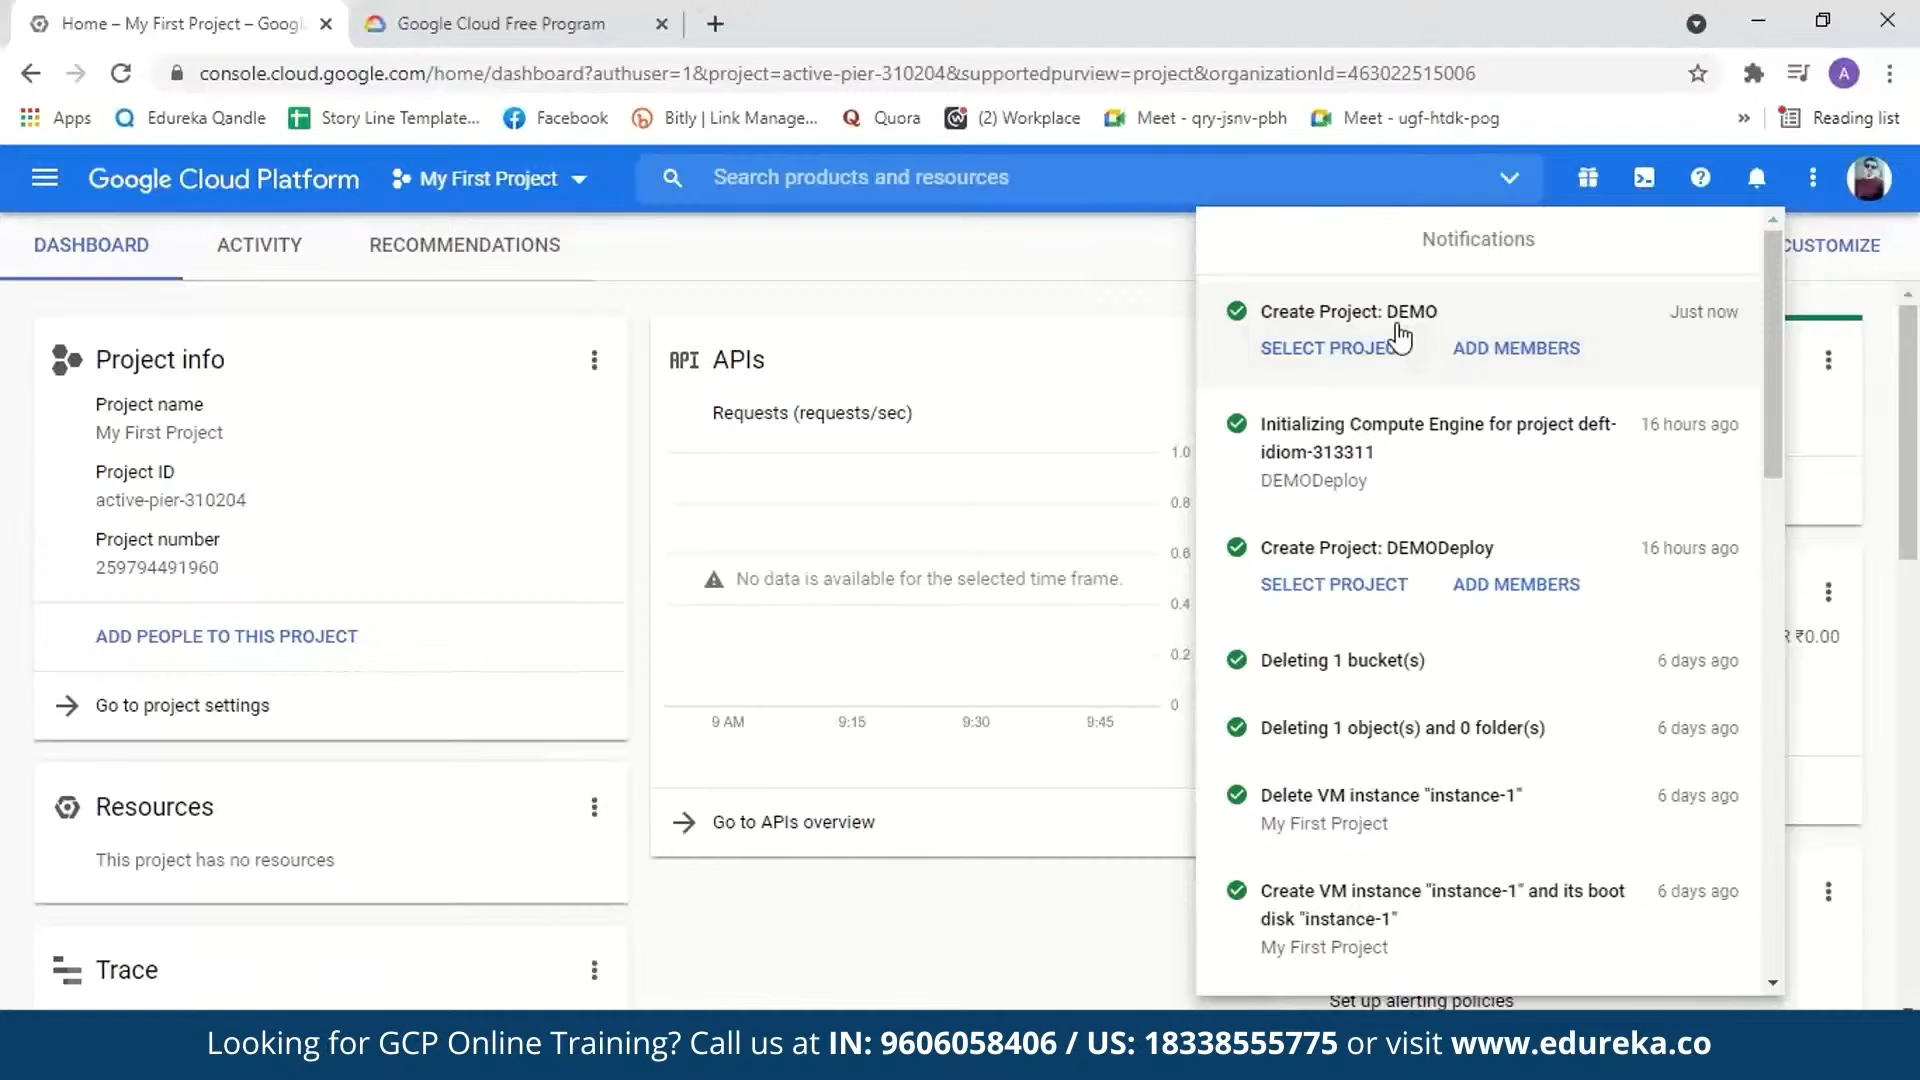 Home – My First Project – Googl
Google Cloud Free Program
console.cloud.google.com/home/dashboard?authuser=1&project=active-pier-310204&supportedpurview=project&organizationId=463022515006
A
Apps
Edureka Qandle
Story Line Template...
Facebook
Bitly | Link Manage...
Quora
(2) Workplace
Meet - qry-jsnv-pbh
Meet - ugf-htdk-pog
»
Reading list
Google Cloud Platform
My First Project
Search products and resources
DASHBOARD
ACTIVITY
RECOMMENDATIONS
CUSTOMIZE
Project info
Project name
My First Project
Project ID
active-pier-310204
Project number
259794491960
ADD PEOPLE TO THIS PROJECT
Go to project settings
Resources
This project has no resources
Trace
API APIs
Requests (requests/sec)
1.0
0.8
0.6
No data is available for the selected time frame.
0.4
0.2
0
9 AM 9:15 9:30 9:45
Go to APIs overview
Notifications
Create Project: DEMO Just now
SELECT PROJEC ADD MEMBERS
Initializing Compute Engine for project deft- 16 hours ago
idiom-313311
DEMODeploy
Create Project: DEMODeploy 16 hours ago
SELECT PROJECT ADD MEMBERS
Deleting 1 bucket(s) 6 days ago
Deleting 1 object(s) and 0 folder(s) 6 days ago
Delete VM instance "instance-1" 6 days ago
My First Project
Create VM instance "instance-1" and its boot 6 days ago
disk "instance-1"
My First Project
R ₹0.00
Set up alerting policies
Looking for GCP Online Training? Call us at IN: 9606058406 / US: 18338555775 or visit www.edureka.co